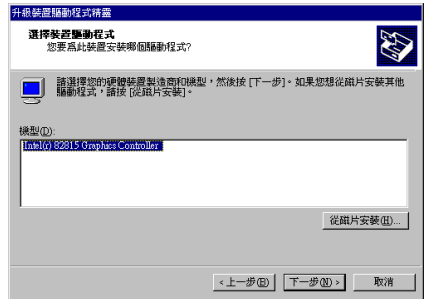 升級裝置驅動程式精靈
選擇裝置驅動程式
您要為此裝置安裝哪個驅動程式?
請選擇您的硬體裝置製造商和機型，然後按 [下一步]。如果您想從磁片安裝其他
驅動程式，請按 [從磁片安裝]。
機型(D):
Intel(r) 82815 Graphics Controller
從磁片安裝(H)...
<上一步(B) 下一步(N)> 取消